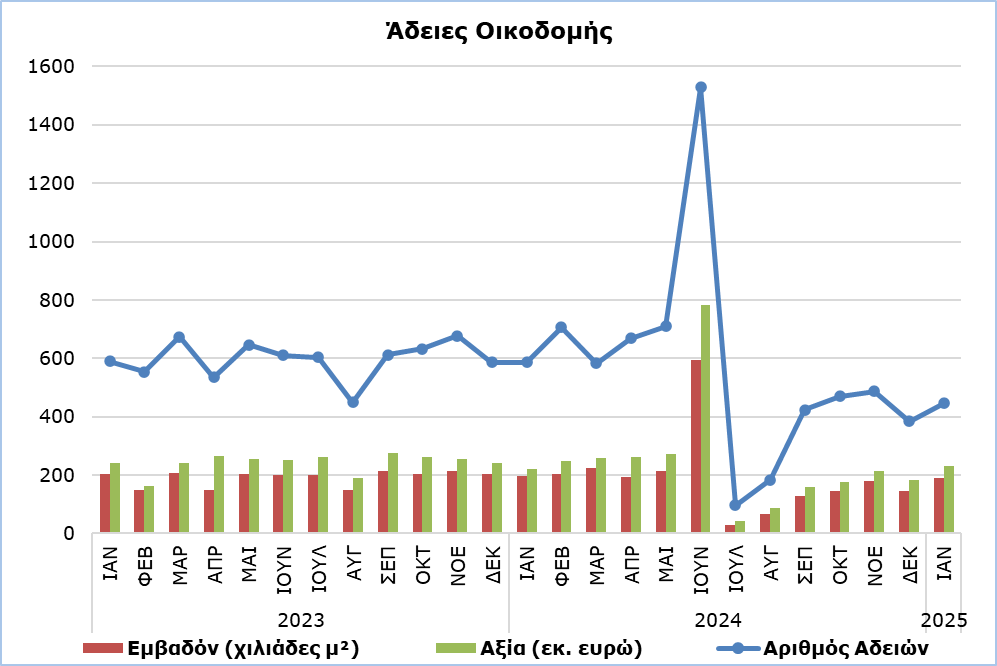 Άδειες Οικοδομής
1600
1400
1200
1000
800
600
400
200
0
ΙΑΝ ΦΕΒ ΜΑΡ ΑΠΡ ΜΑΙ ΙΟΥΝ ΙΟΥΛ ΑΥΓ ΣΕΠ ΟΚΤ ΝΟΕ ΔΕΚ ΙΑΝ ΦΕΒ ΜΑΡ ΑΠΡ ΜΑΙ ΙΟΥΝ ΙΟΥΛ ΑΥΓ ΣΕΠ ΟΚΤ ΝΟΕ ΔΕΚ ΙΑΝ
2023 2024 2025
Εμβαδόν (χιλιάδες μ²) Αξία (εκ. ευρώ) Αριθμός Αδειών